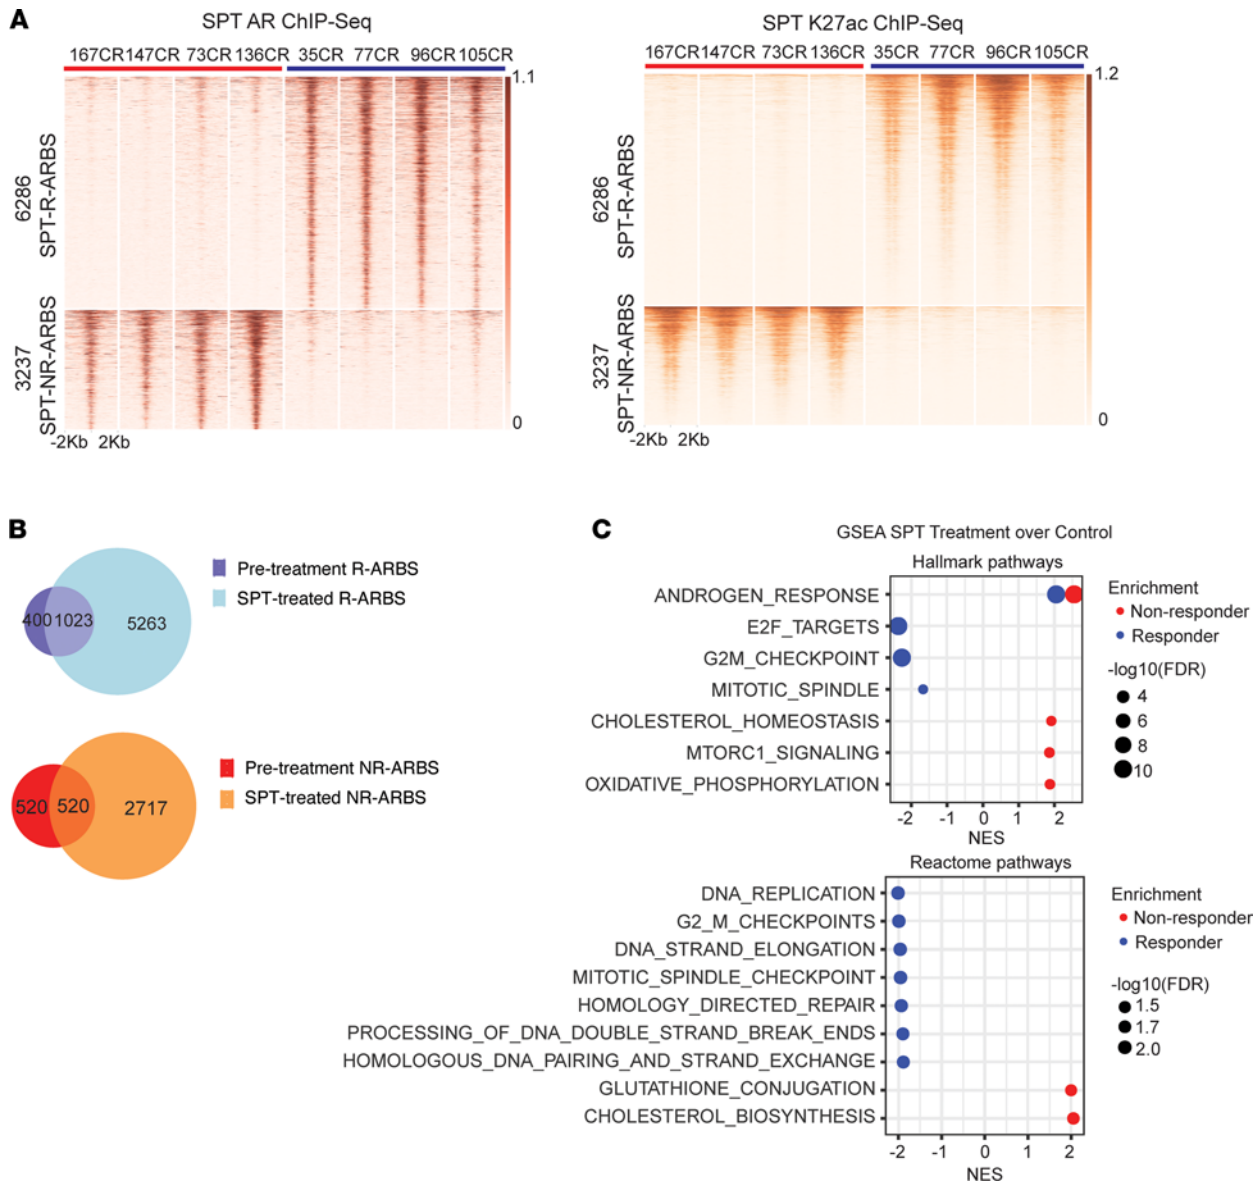 A
SPT AR ChIP-Seq
167CR 147CR 73CR 136CR 35CR 77CR 96CR 105CR
1.1
6286
SPT-R-ARBS
3237
SPT-NR-ARBS
0
-2Kb 2Kb
SPT K27ac ChIP-Seq
167CR 147CR 73CR 136CR 35CR 77CR 96CR 105CR
1.2
6286
SPT-R-ARBS
3237
SPT-NR-ARBS
0
-2Kb 2Kb
B
400 1023 5263
Pre-treatment R-ARBS
SPT-treated R-ARBS
520 520 2717
Pre-treatment NR-ARBS
SPT-treated NR-ARBS
C
GSEA SPT Treatment over Control
Hallmark pathways
ANDROGEN_RESPONSE
E2F_TARGETS
G2M_CHECKPOINT
MITOTIC_SPINDLE
CHOLESTEROL_HOMEOSTASIS
MTORC1_SIGNALING
OXIDATIVE_PHOSPHORYLATION
-2 -1 0 1 2
NES
Enrichment
Non-responder
Responder
-log10(FDR)
4
6
8
10
Reactome pathways
DNA_REPLICATION
G2_M_CHECKPOINTS
DNA_STRAND_ELONGATION
MITOTIC_SPINDLE_CHECKPOINT
HOMOLOGY_DIRECTED_REPAIR
PROCESSING_OF_DNA_DOUBLE_STRAND_BREAK_ENDS
HOMOLOGOUS_DNA_PAIRING_AND_STRAND_EXCHANGE
GLUTATHIONE_CONJUGATION
CHOLESTEROL_BIOSYNTHESIS
-2 -1 0 1 2
NES
Enrichment
Non-responder
Responder
-log10(FDR)
1.5
1.7
2.0